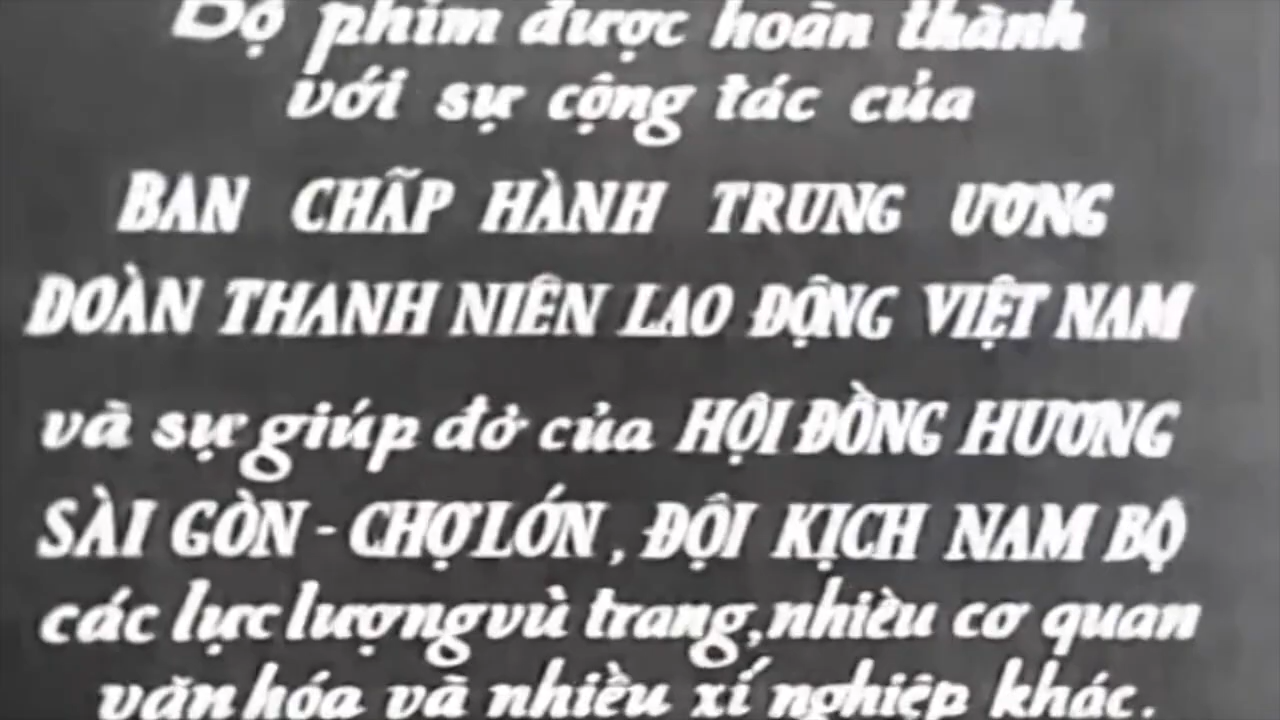 Bộ phim được hoàn thành
với sự cộng tác của
BAN CHẤP HÀNH TRUNG ƯƠNG
ĐOÀN THANH NIÊN LAO ĐỘNG VIỆT NAM
và sự giúp đở của HỘI ĐỒNG HƯƠNG
SÀI GÒN - CHỢ LỚN, ĐỘI KỊCH NAM BỘ
các lực lượng vũ trang, nhiều cơ quan
văn hóa và nhiều xí nghiệp khác.